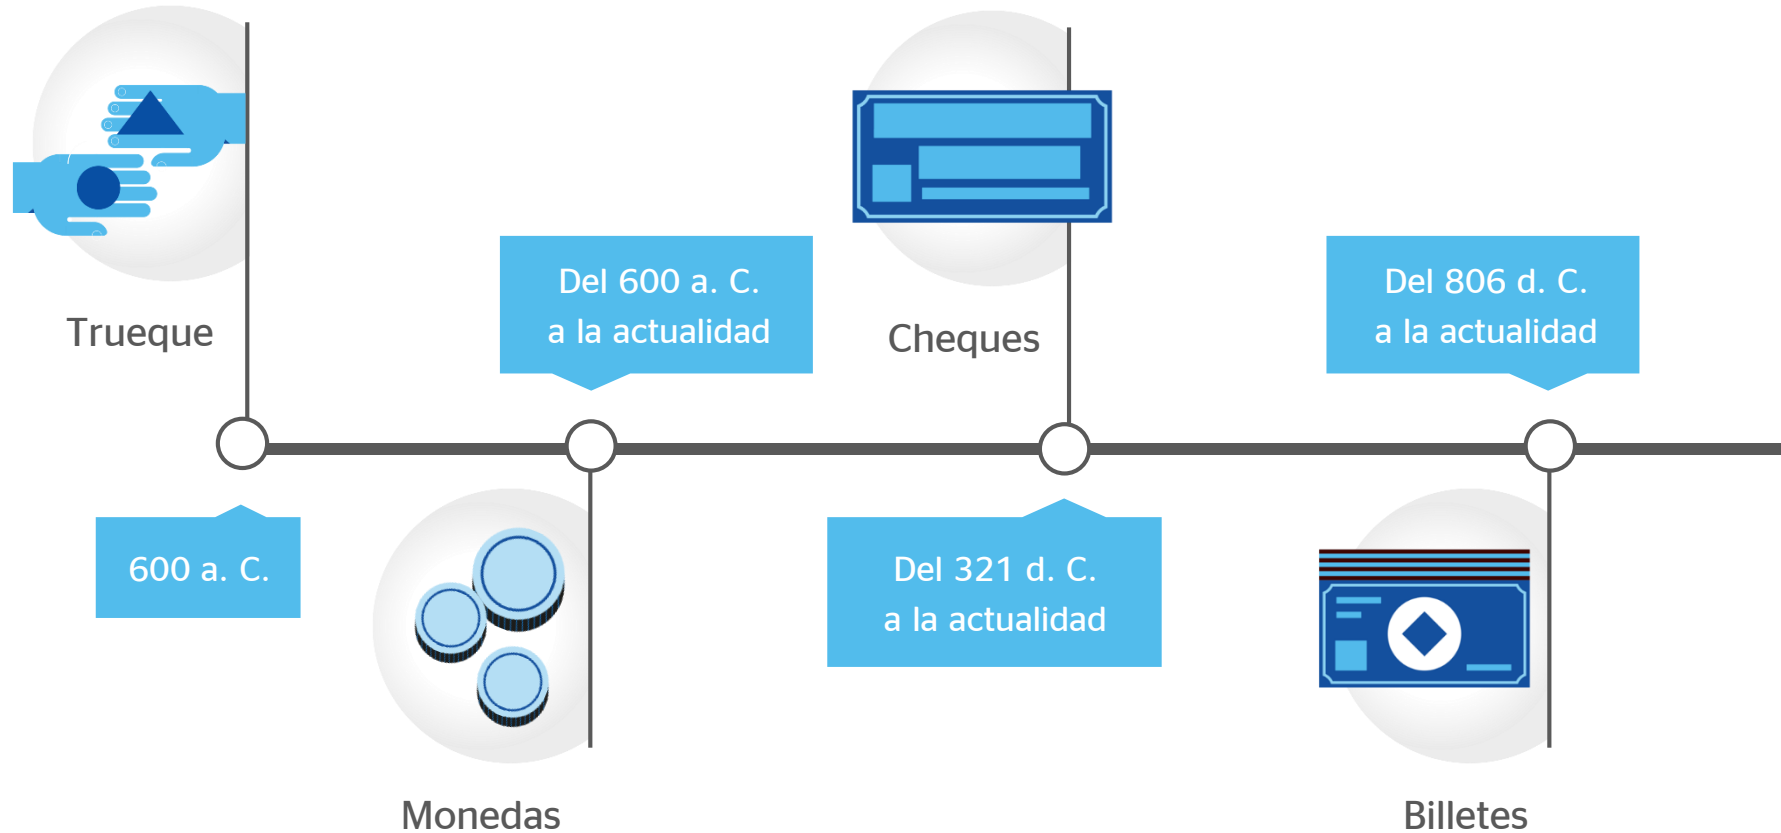 Trueque
600 a. C.
Del 600 a. C.
a la actualidad
Monedas
Cheques
Del 321 d. C.
a la actualidad
Del 806 d. C.
a la actualidad
Billetes